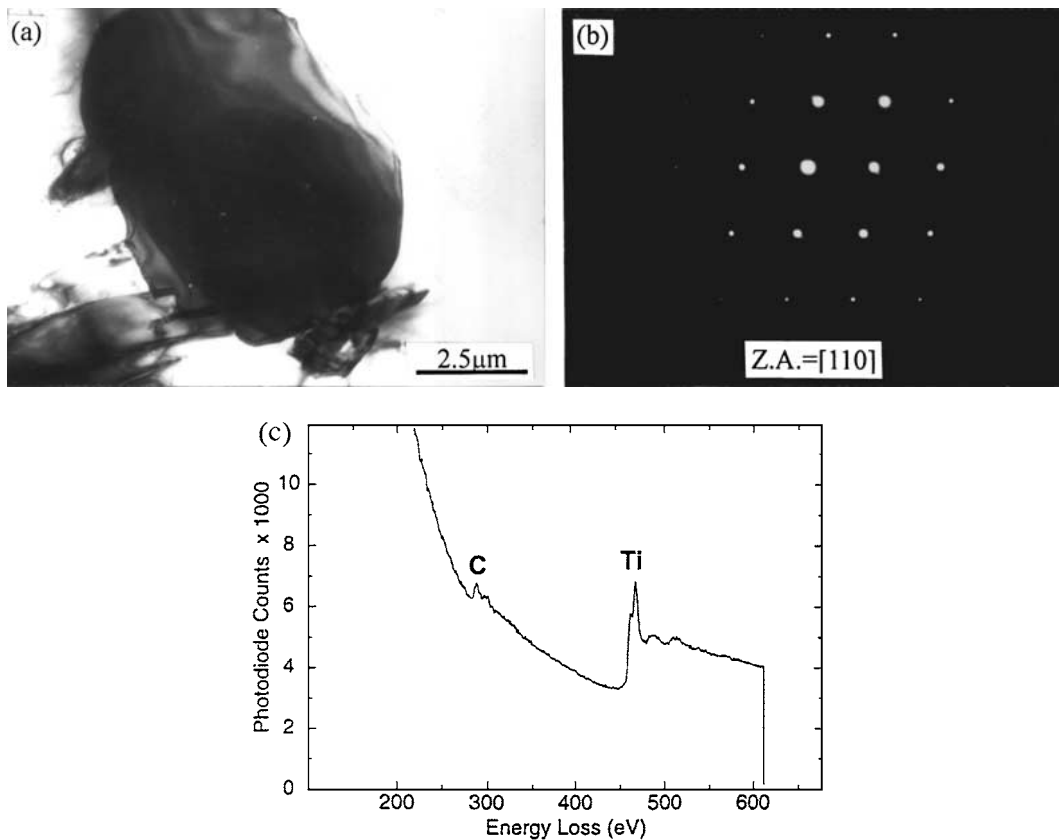 (a)
2.5μm
(b)
Z.A.=[110]
(c)
Photodiode Counts x 1000
10
8
6
4
2
0
C
Ti
200 300 400 500 600
Energy Loss (eV)